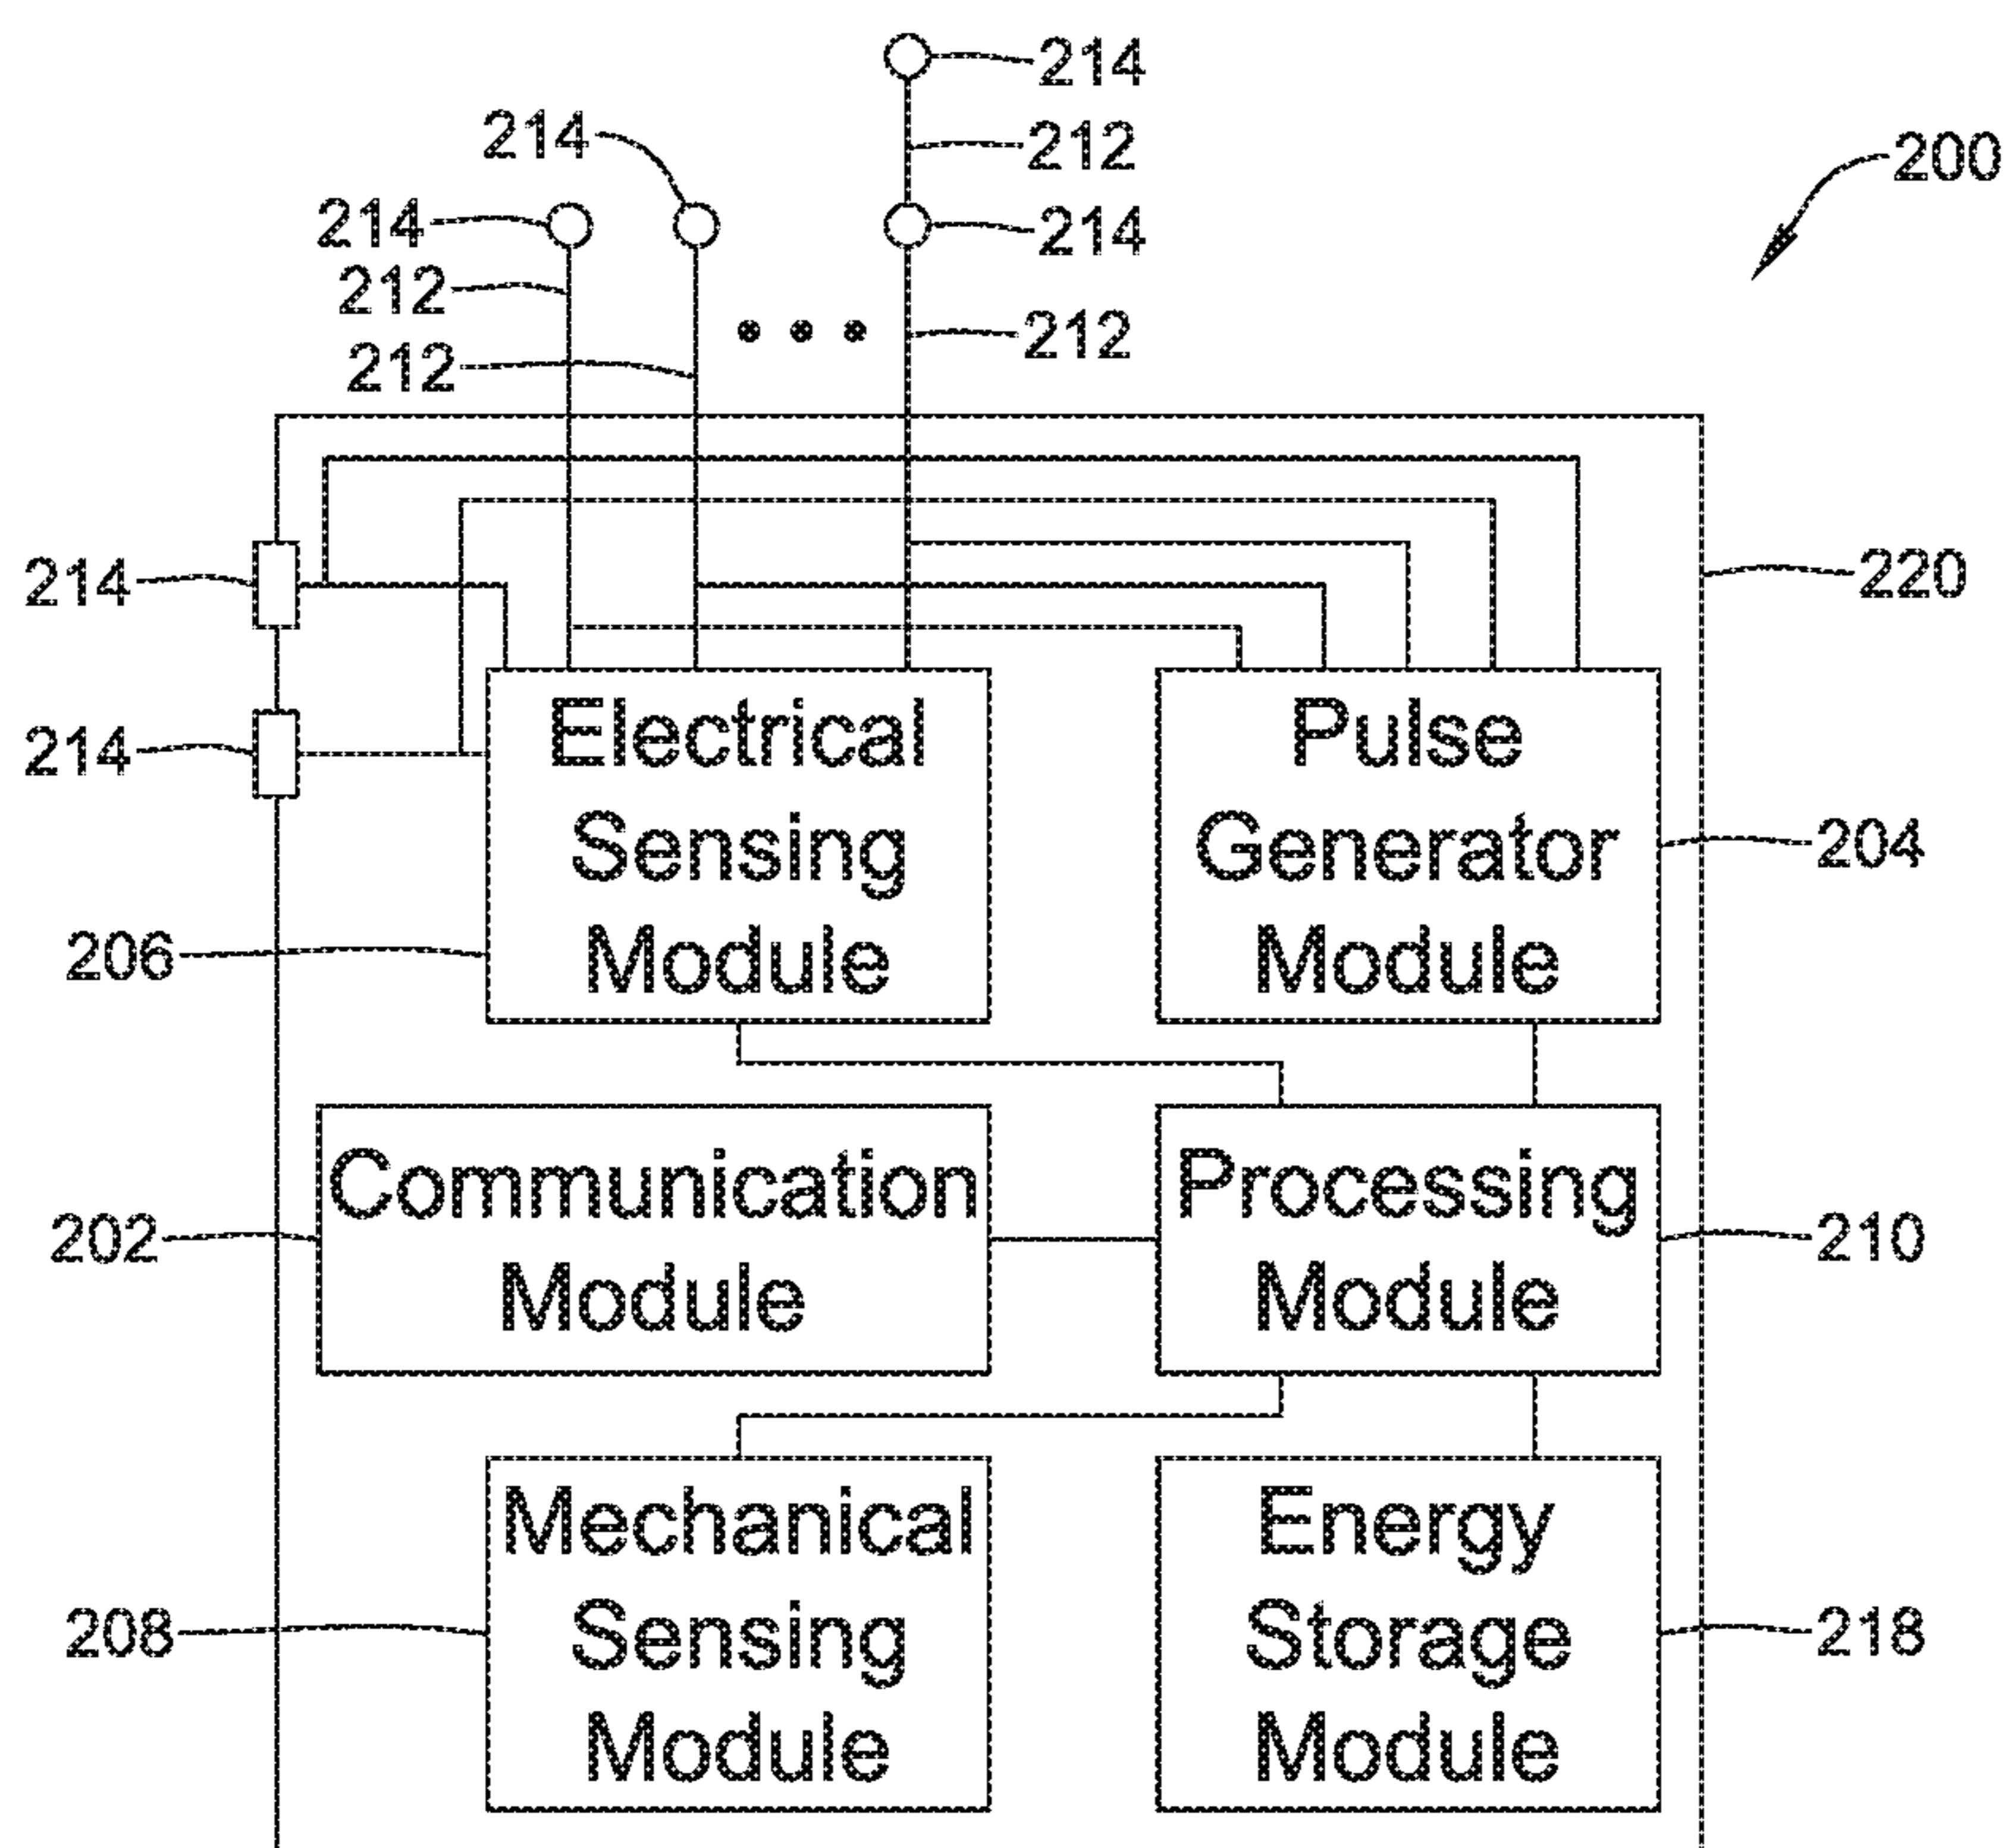 214
214
212
200
214
214
212
212
212
214
220
214
Electrical
Sensing
Module
Pulse
Generator
Module
204
206
Communication
Module
202
Processing
Module
210
Mechanical
Sensing
Module
208
Energy
Storage
Module
218